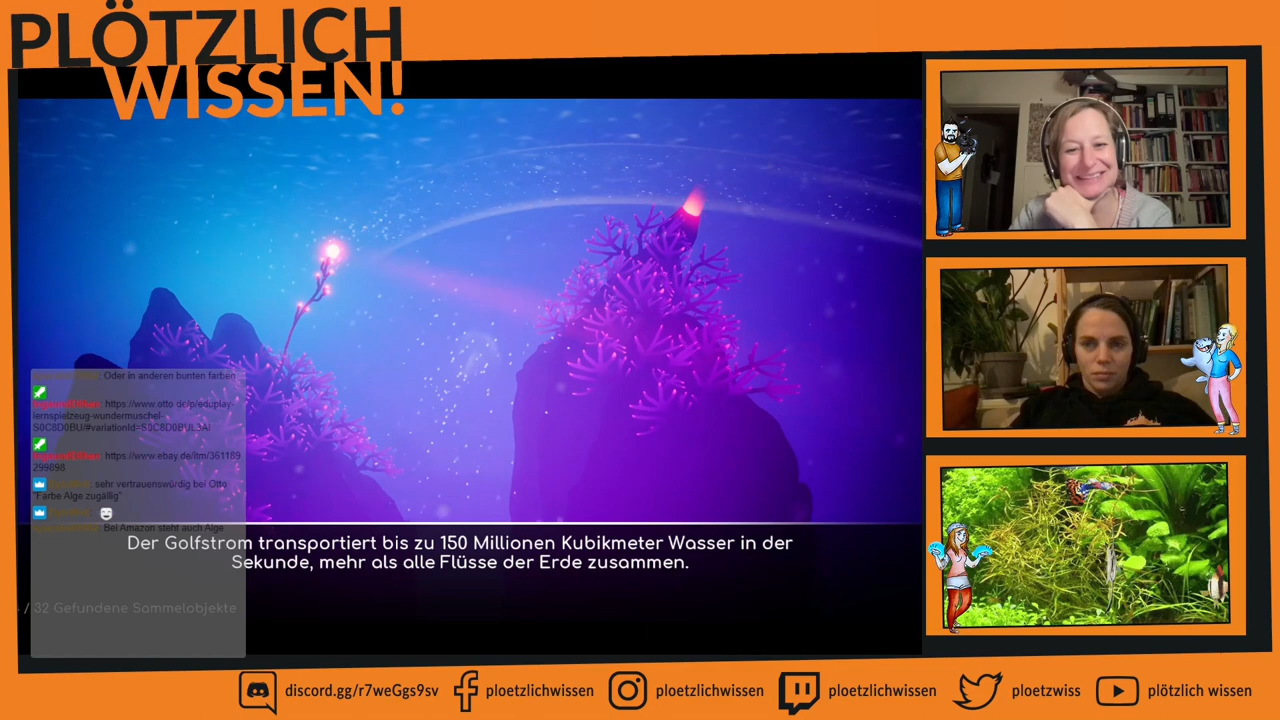 PLÖTZLICH
WISSEN!
: Oder in anderen bunten farben
: https://www.otto.de/p/eduplay-
lernspielzeug-wundermuschel-
S0C8D0BU/#variationId=S0C8D0BUL3AI
: https://www.ebay.de/itm/361189
299898
: sehr vertrauenswürdig bei Otto
"Farbe Alge zugällig"
: Bei Amazon steht auch Alge
Der Golfstrom transportiert bis zu 150 Millionen Kubikmeter Wasser in der
Sekunde, mehr als alle Flüsse der Erde zusammen.
/ 32 Gefundene Sammelobjekte
discord.gg/r7weGgs9sv
ploetzlichwissen
ploetzlichwissen
ploetzlichwissen
ploetzwiss
plötzlich wissen